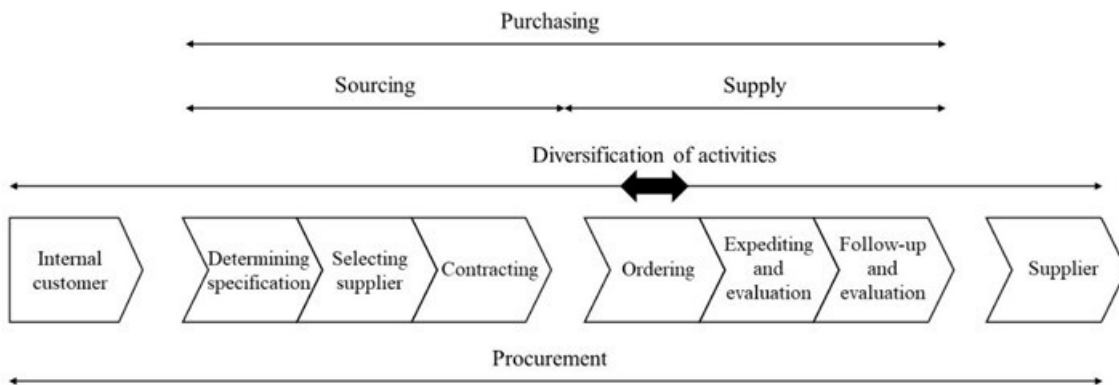 Purchasing
Sourcing
Supply
Diversification of activities
Internal
customer
Determining
specification
Selecting
supplier
Contracting
Ordering
Expediting
and
evaluation
Follow-up
and
evaluation
Supplier
Procurement